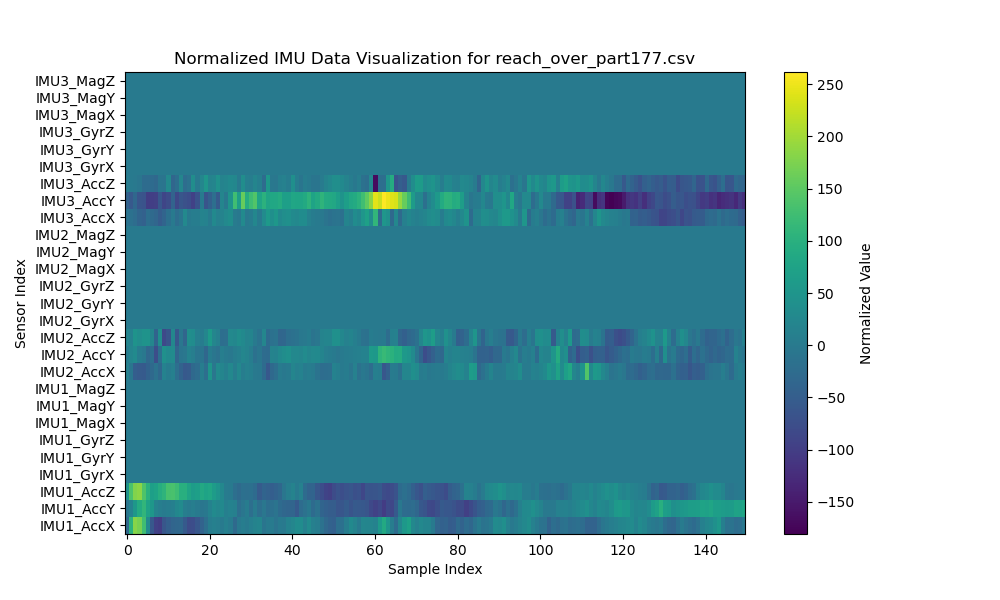 Normalized IMU Data Visualization for reach_over_part177.csv
IMU3_MagZ
IMU3_MagY
IMU3_MagX
IMU3_GyrZ
IMU3_GyrY
IMU3_GyrX
IMU3_AccZ
IMU3_AccY
IMU3_AccX
IMU2_MagZ
IMU2_MagY
IMU2_MagX
IMU2_GyrZ
IMU2_GyrY
IMU2_GyrX
IMU2_AccZ
IMU2_AccY
IMU2_AccX
IMU1_MagZ
IMU1_MagY
IMU1_MagX
IMU1_GyrZ
IMU1_GyrY
IMU1_GyrX
IMU1_AccZ
IMU1_AccY
IMU1_AccX
Sensor Index
0 20 40 60 80 100 120 140
Sample Index
250
200
150
100
50
0
−50
−100
−150
Normalized Value